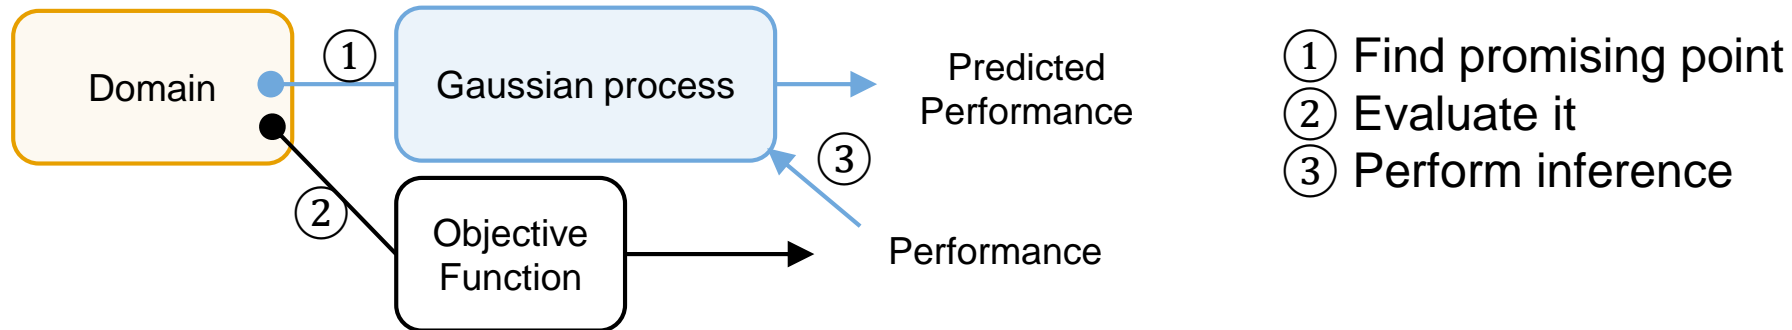 Domain
①
Gaussian process
Predicted
Performance
②
③
Objective
Function
Performance
① Find promising point
② Evaluate it
③ Perform inference